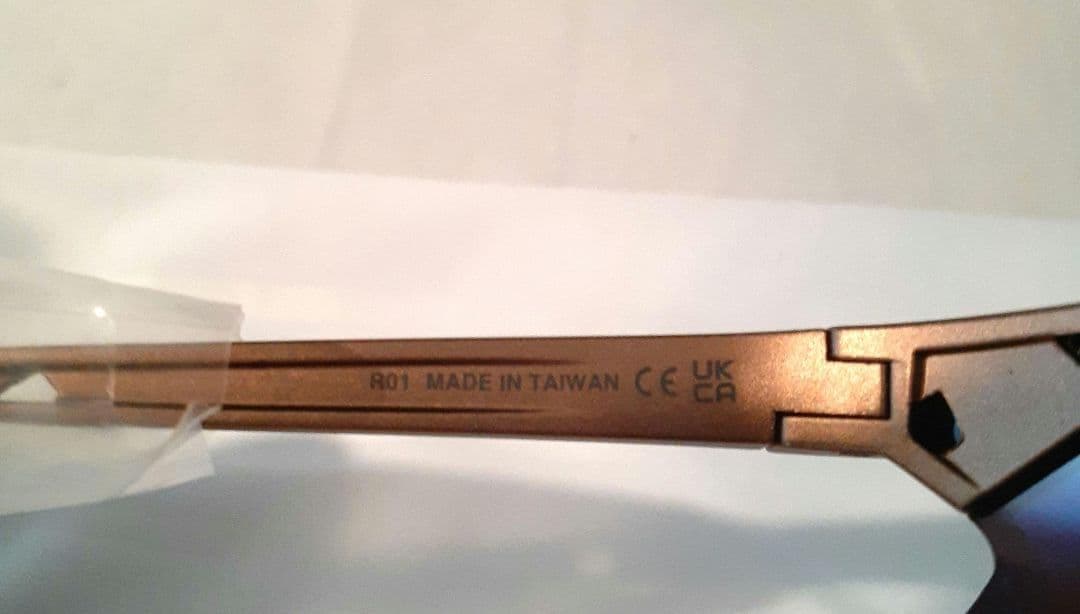 R01 MADE IN TAIWAN CE UK
CA